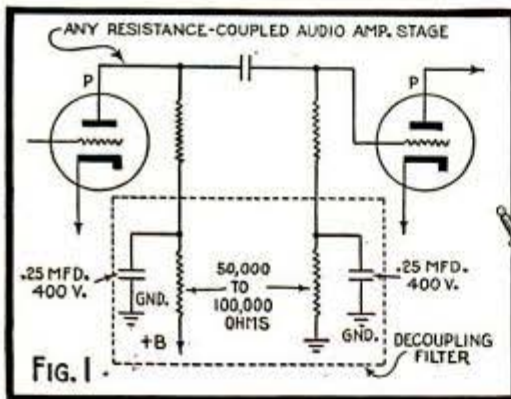 ANY RESISTANCE-COUPLED AUDIO AMP. STAGE
P
P
.25 MFD.
400 V.
GND.
+B
50,000
TO
100,000
OHMS
.25 MFD.
400 V.
GND.
DECOUPLING
FILTER
FIG. 1